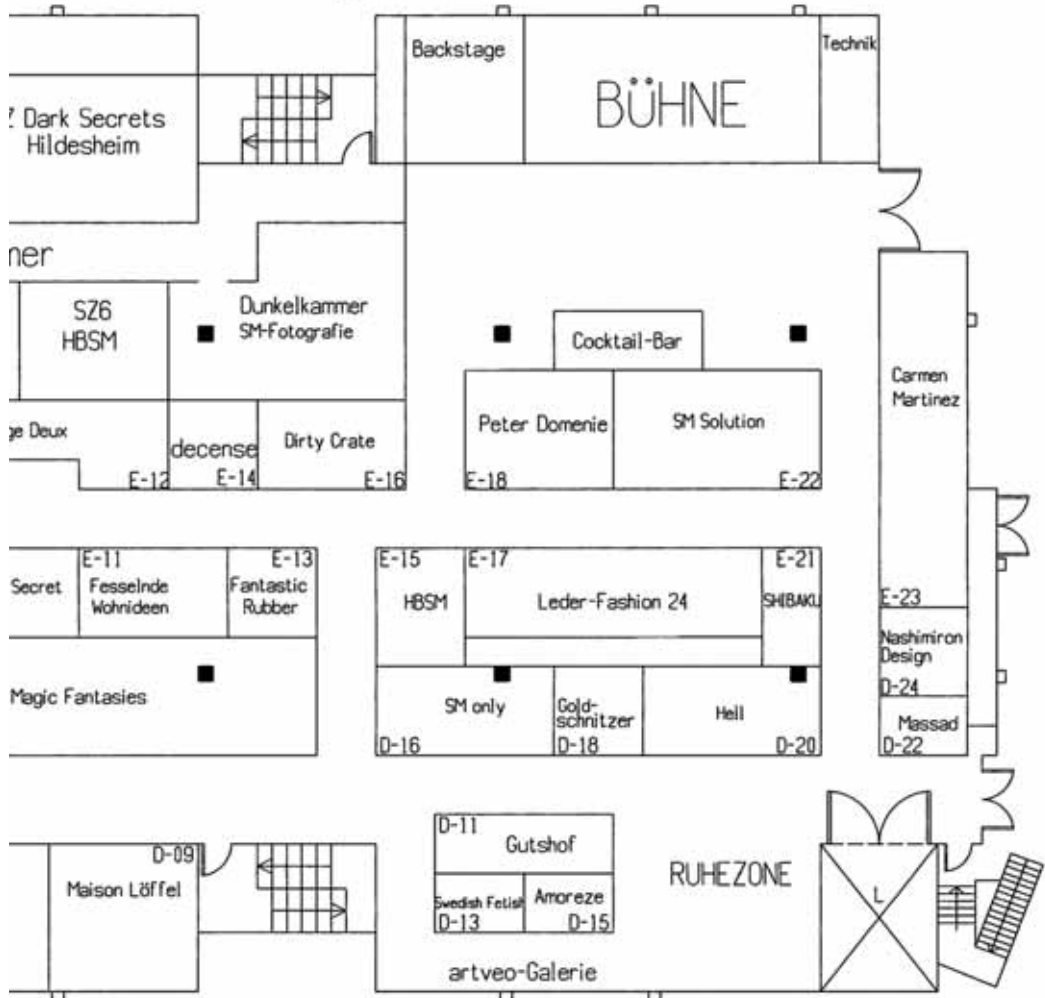 Backstage
BÜHNE
Technik
Z Dark Secrets
Hildesheim
mer
SZ6
HBSM
Dunkelkammer
SM-Fotografie
Cocktail-Bar
Carmen
Martinez
ge Deux
E-12
decense
E-14
Dirty Crate
E-16
Peter Domenie
E-18
SM Solution
E-22
Secret
E-11
Fesselnde
Wohnideen
E-13
Fantastic
Rubber
E-15
HBSM
E-17
Leder-Fashion 24
E-21
SHIBAKU
E-23
Nashimiron
Design
D-24
Magic Fantasies
SM only
D-16
Gold-
schnitzer
D-18
Hell
D-20
Massad
D-22
D-09
Maison Löffel
D-11
Gutshof
Swedish Fetish
D-13
Amoreze
D-15
RUHEZONE
L
artveo-Galerie